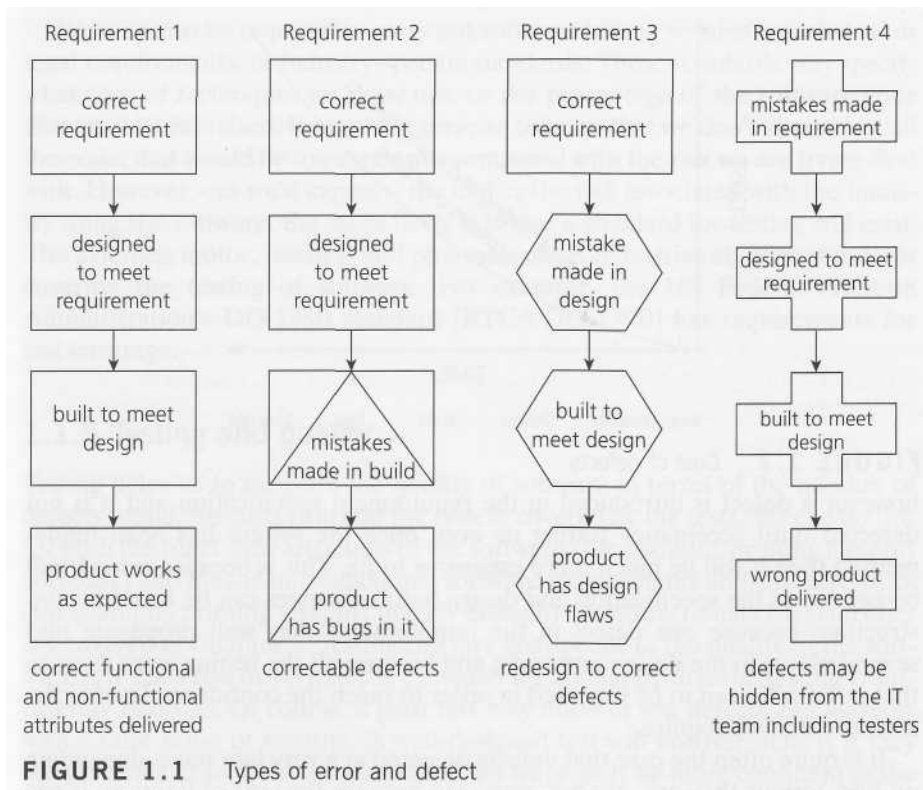 Requirement 1
Requirement 2
Requirement 3
Requirement 4
correct
requirement
correct
requirement
correct
requirement
mistakes made
in requirement
designed
to meet
requirement
designed
to meet
requirement
mistake
made in
design
designed to meet
requirement
built to meet
design
mistakes
made in build
built to
meet design
built to meet
design
product works
as expected
product
has bugs in it
product
has design
flaws
wrong product
delivered
correct functional
and non-functional
attributes delivered
correctable defects
redesign to correct
defects
defects may be
hidden from the IT
team including testers
FIGURE 1.1 Types of error and defect